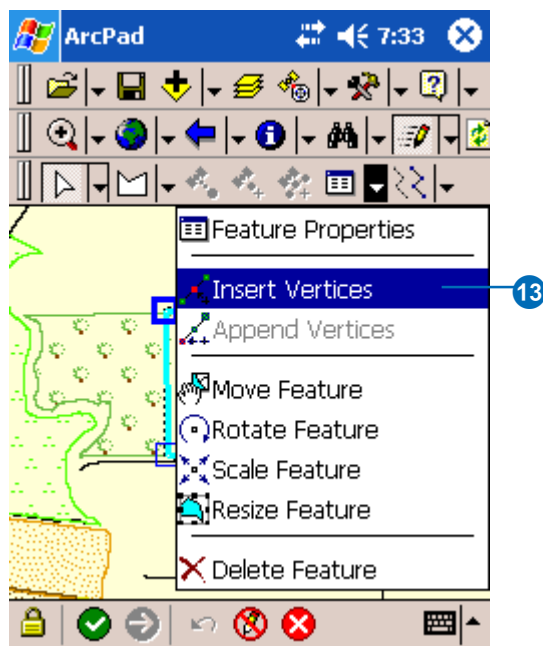 ArcPad 7:33
Feature Properties
Insert Vertices
13
Append Vertices
Move Feature
Rotate Feature
Scale Feature
Resize Feature
Delete Feature